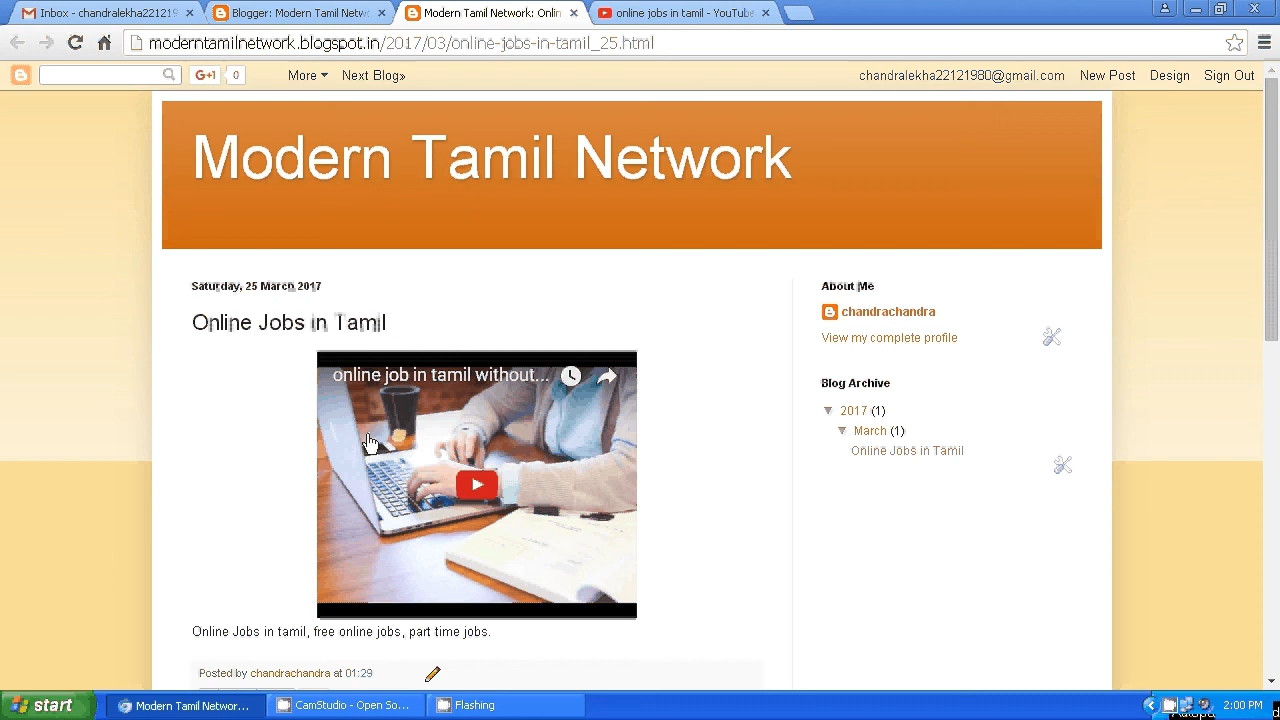 Inbox - chandralekha221219
Blogger: Modern Tamil Netw
Modern Tamil Network: Onlin
online jobs in tamil - YouTube
moderntamilnetwork.blogspot.in/2017/03/online-jobs-in-tamil_25.html
G+1 0 More Next Blog»
chandralekha22121980@gmail.com New Post Design Sign Out
Modern Tamil Network
Saturday, 25 March 2017
Online Jobs in Tamil
online job in tamil without...
Online Jobs in tamil, free online jobs, part time jobs.
Posted by chandrachandra at 01:29
About Me
chandrachandra
View my complete profile
Blog Archive
▼ 2017 (1)
▼ March (1)
Online Jobs in Tamil
start
Modern Tamil Networ...
CamStudio - Open So...
Flashing
2:00 PM